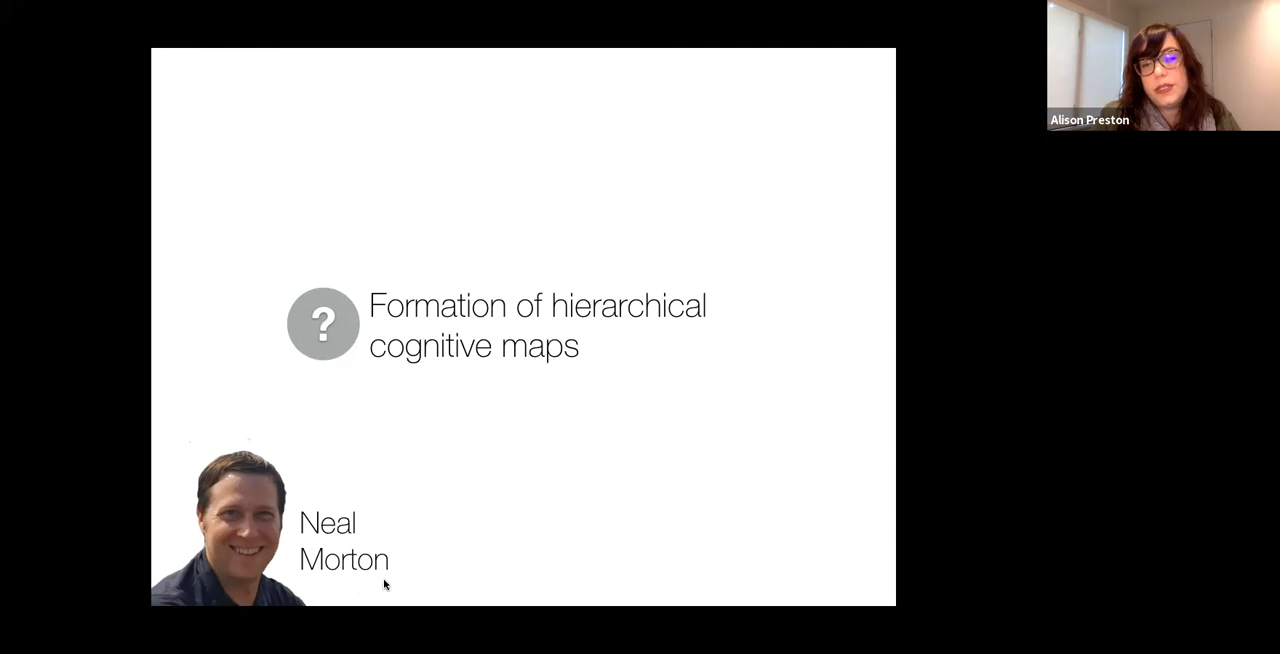 Alison Preston
?
Formation of hierarchical
cognitive maps
Neal
Morton